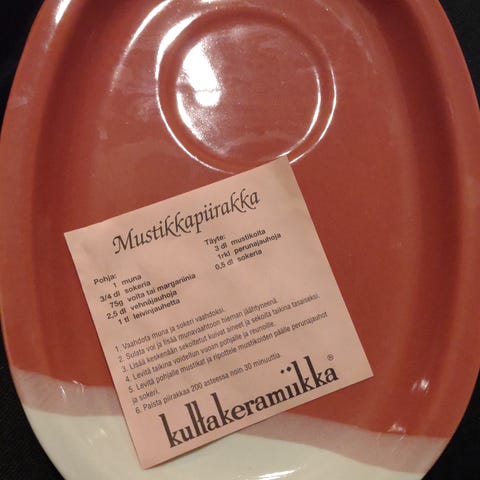 Mustikkapiirakka
Pohja:
1 muna
3/4 dl sokeria
75g voita tai margariinia
2,5 dl vehnäjauhoja
1 tl leivinjauhetta
Täyte:
3 dl mustikoita
1rkl perunajauhoja
0,5 dl sokeria
1. Vaahdota muna ja sokeri vaahdoksi.
2. Sulata voi ja lisää munavaahtoon hieman jäähtyneenä.
3. Lisää keskenään sekoitetut kuivat aineet ja sekoita taikina tasaiseksi.
4. Levitä taikina voidellun vuoan pohjalle ja reunoille.
5. Levitä pohjalle mustikat ja ripottele mustikoiden päälle perunajauhot
ja sokeri.
6. Paista piirakkaa 200 asteessa noin 30 minuuttia.
kultakeramiikka ®